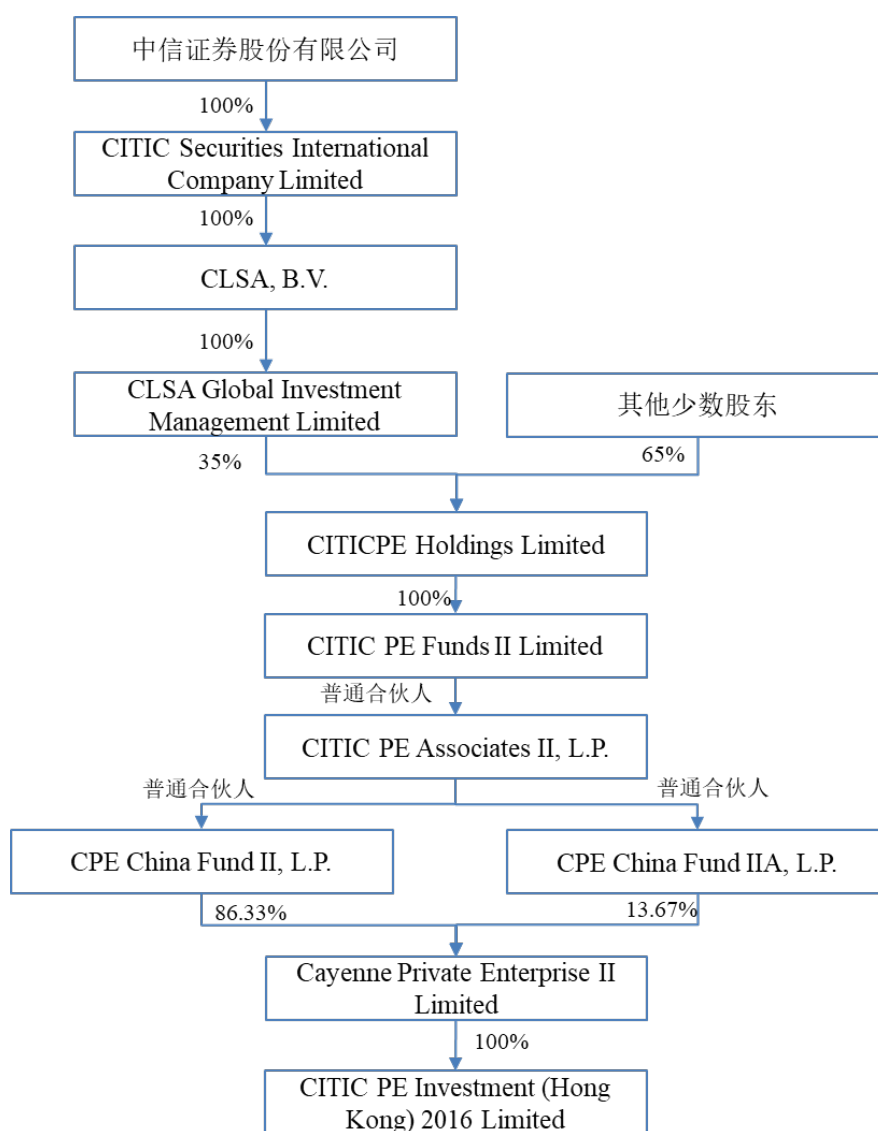 中信证券股份有限公司
100%
CITIC Securities International
Company Limited
100%
CLSA, B.V.
100%
CLSA Global Investment
Management Limited
其他少数股东
35%
65%
CITICPE Holdings Limited
100%
CITIC PE Funds II Limited
普通合伙人
CITIC PE Associates II, L.P.
普通合伙人
普通合伙人
CPE China Fund II, L.P.
CPE China Fund IIA, L.P.
86.33%
13.67%
Cayenne Private Enterprise II
Limited
100%
CITIC PE Investment (Hong
Kong) 2016 Limited